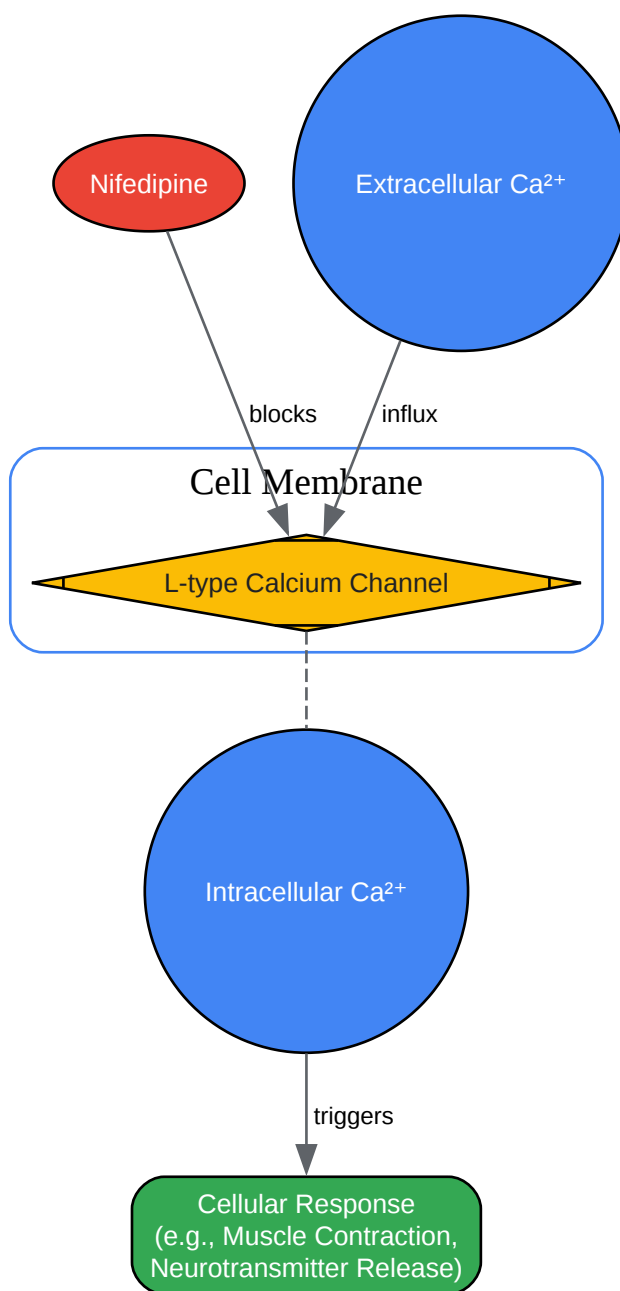 Nifedipine
Extracellular Ca²⁺
blocks
influx
Cell Membrane
L-type Calcium Channel
Intracellular Ca²⁺
triggers
Cellular Response
(e.g., Muscle Contraction,
Neurotransmitter Release)